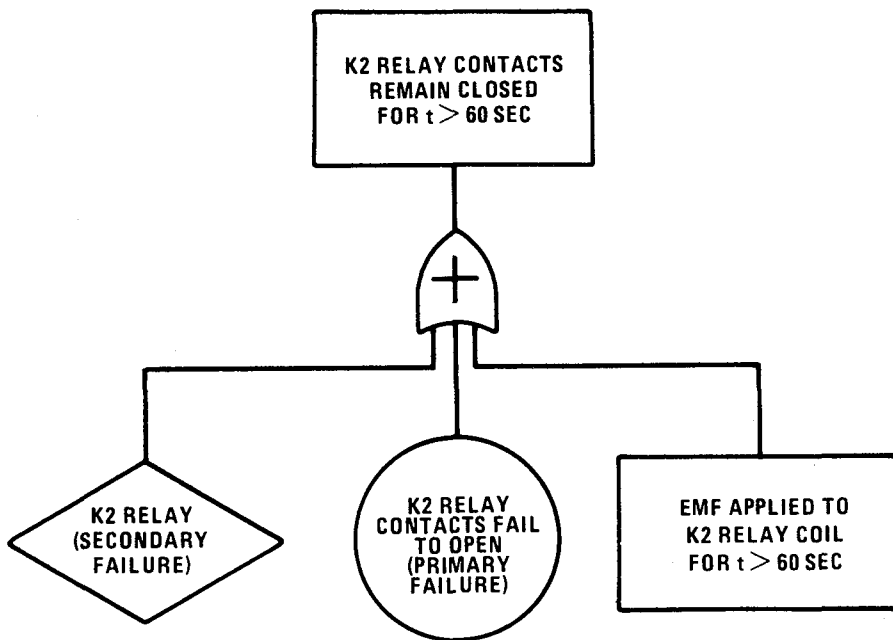 K2 RELAY CONTACTS
REMAIN CLOSED
FOR t > 60 SEC
K2 RELAY
(SECONDARY
FAILURE)
K2 RELAY
CONTACTS FAIL
TO OPEN
(PRIMARY
FAILURE)
EMF APPLIED TO
K2 RELAY COIL
FOR t > 60 SEC